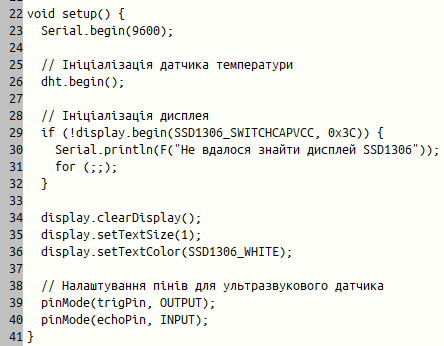 22 void setup() {
23   Serial.begin(9600);
24
25   // Ініціалізація датчика температури
26   dht.begin();
27
28   // Ініціалізація дисплея
29   if (!display.begin(SSD1306_SWITCHCAPVCC, 0x3C)) {
30     Serial.println(F("Не вдалося знайти дисплей SSD1306"));
31     for (;;);
32   }
33
34   display.clearDisplay();
35   display.setTextSize(1);
36   display.setTextColor(SSD1306_WHITE);
37
38   // Налаштування пінів для ультразвукового датчика
39   pinMode(trigPin, OUTPUT);
40   pinMode(echoPin, INPUT);
41 }